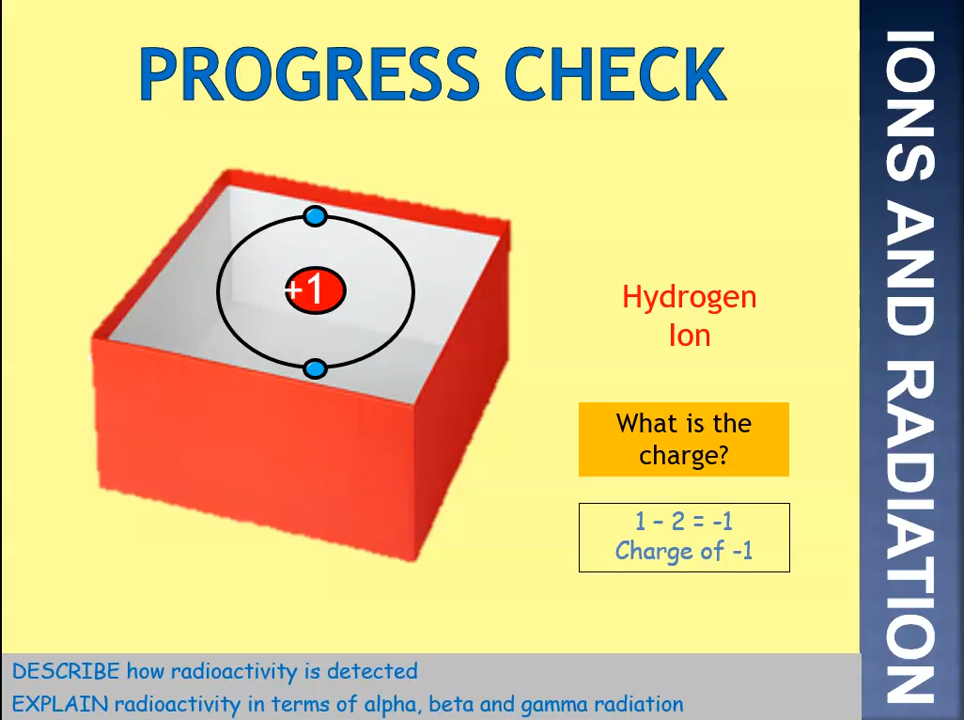 PROGRESS CHECK
+1
Hydrogen
Ion
What is the
charge?
1 – 2 = -1
Charge of -1
DESCRIBE how radioactivity is detected
EXPLAIN radioactivity in terms of alpha, beta and gamma radiation
IONS AND RADIATION